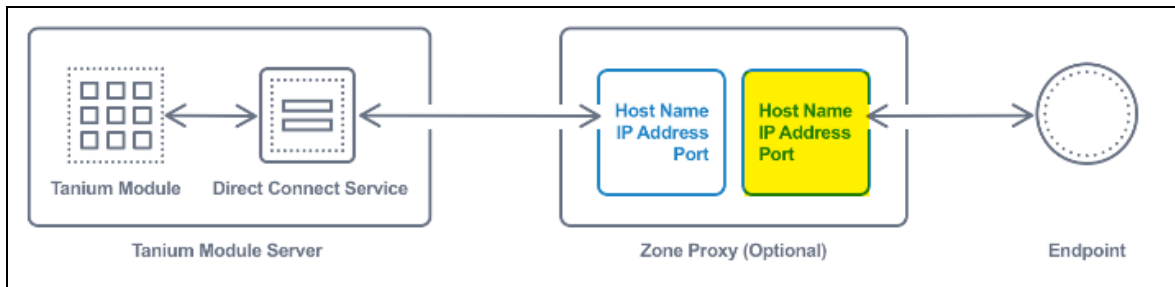 Host Name
IP Address
Port
Host Name
IP Address
Port
Tanium Module
Direct Connect Service
Tanium Module Server
Zone Proxy (Optional)
Endpoint